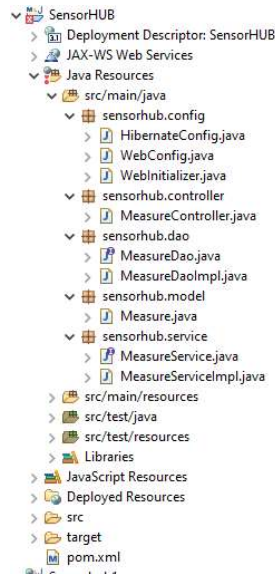 SensorHUB
Deployment Descriptor: SensorHUB
JAX-WS Web Services
Java Resources
src/main/java
sensorhub.config
HibernateConfig.java
WebConfig.java
WebInitializer.java
sensorhub.controller
MeasureController.java
sensorhub.dao
MeasureDao.java
MeasureDaoImpl.java
sensorhub.model
Measure.java
sensorhub.service
MeasureService.java
MeasureServiceImpl.java
src/main/resources
src/test/java
src/test/resources
Libraries
JavaScript Resources
Deployed Resources
src
target
pom.xml